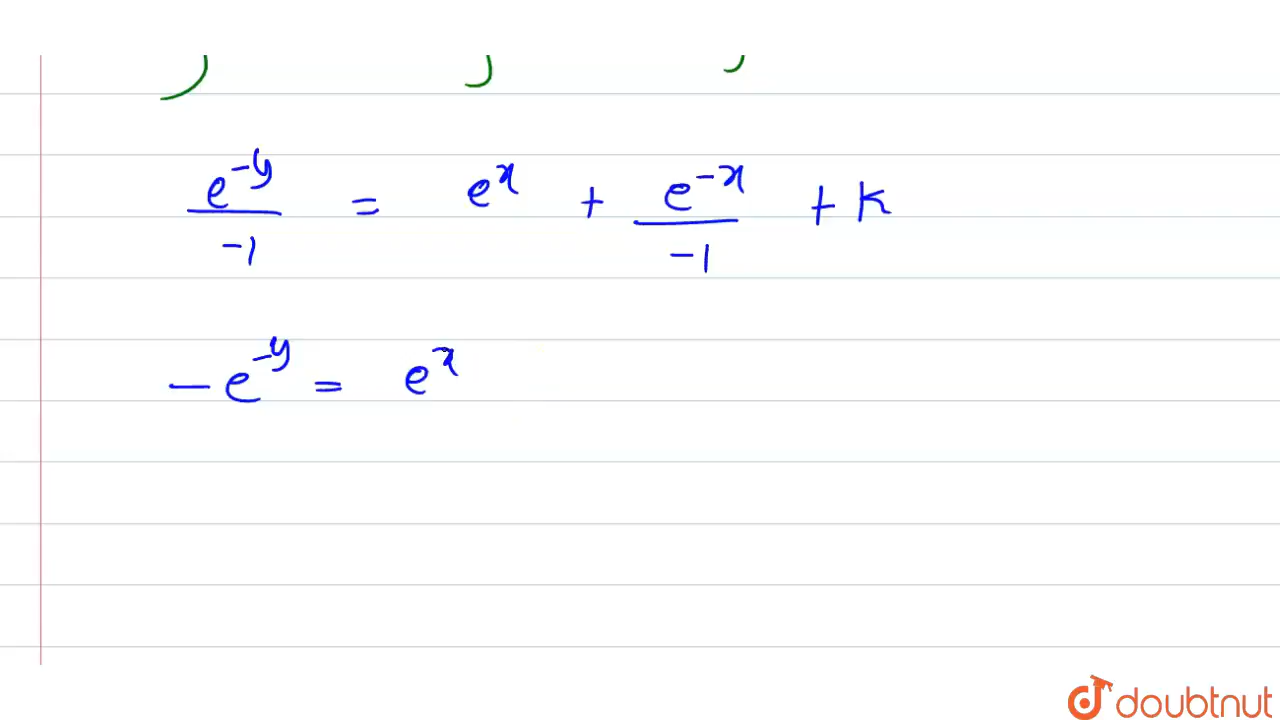 e^{-y}/-1 = e^x + e^{-x}/-1 + k
-e^{-y} = e^x
doubtnut